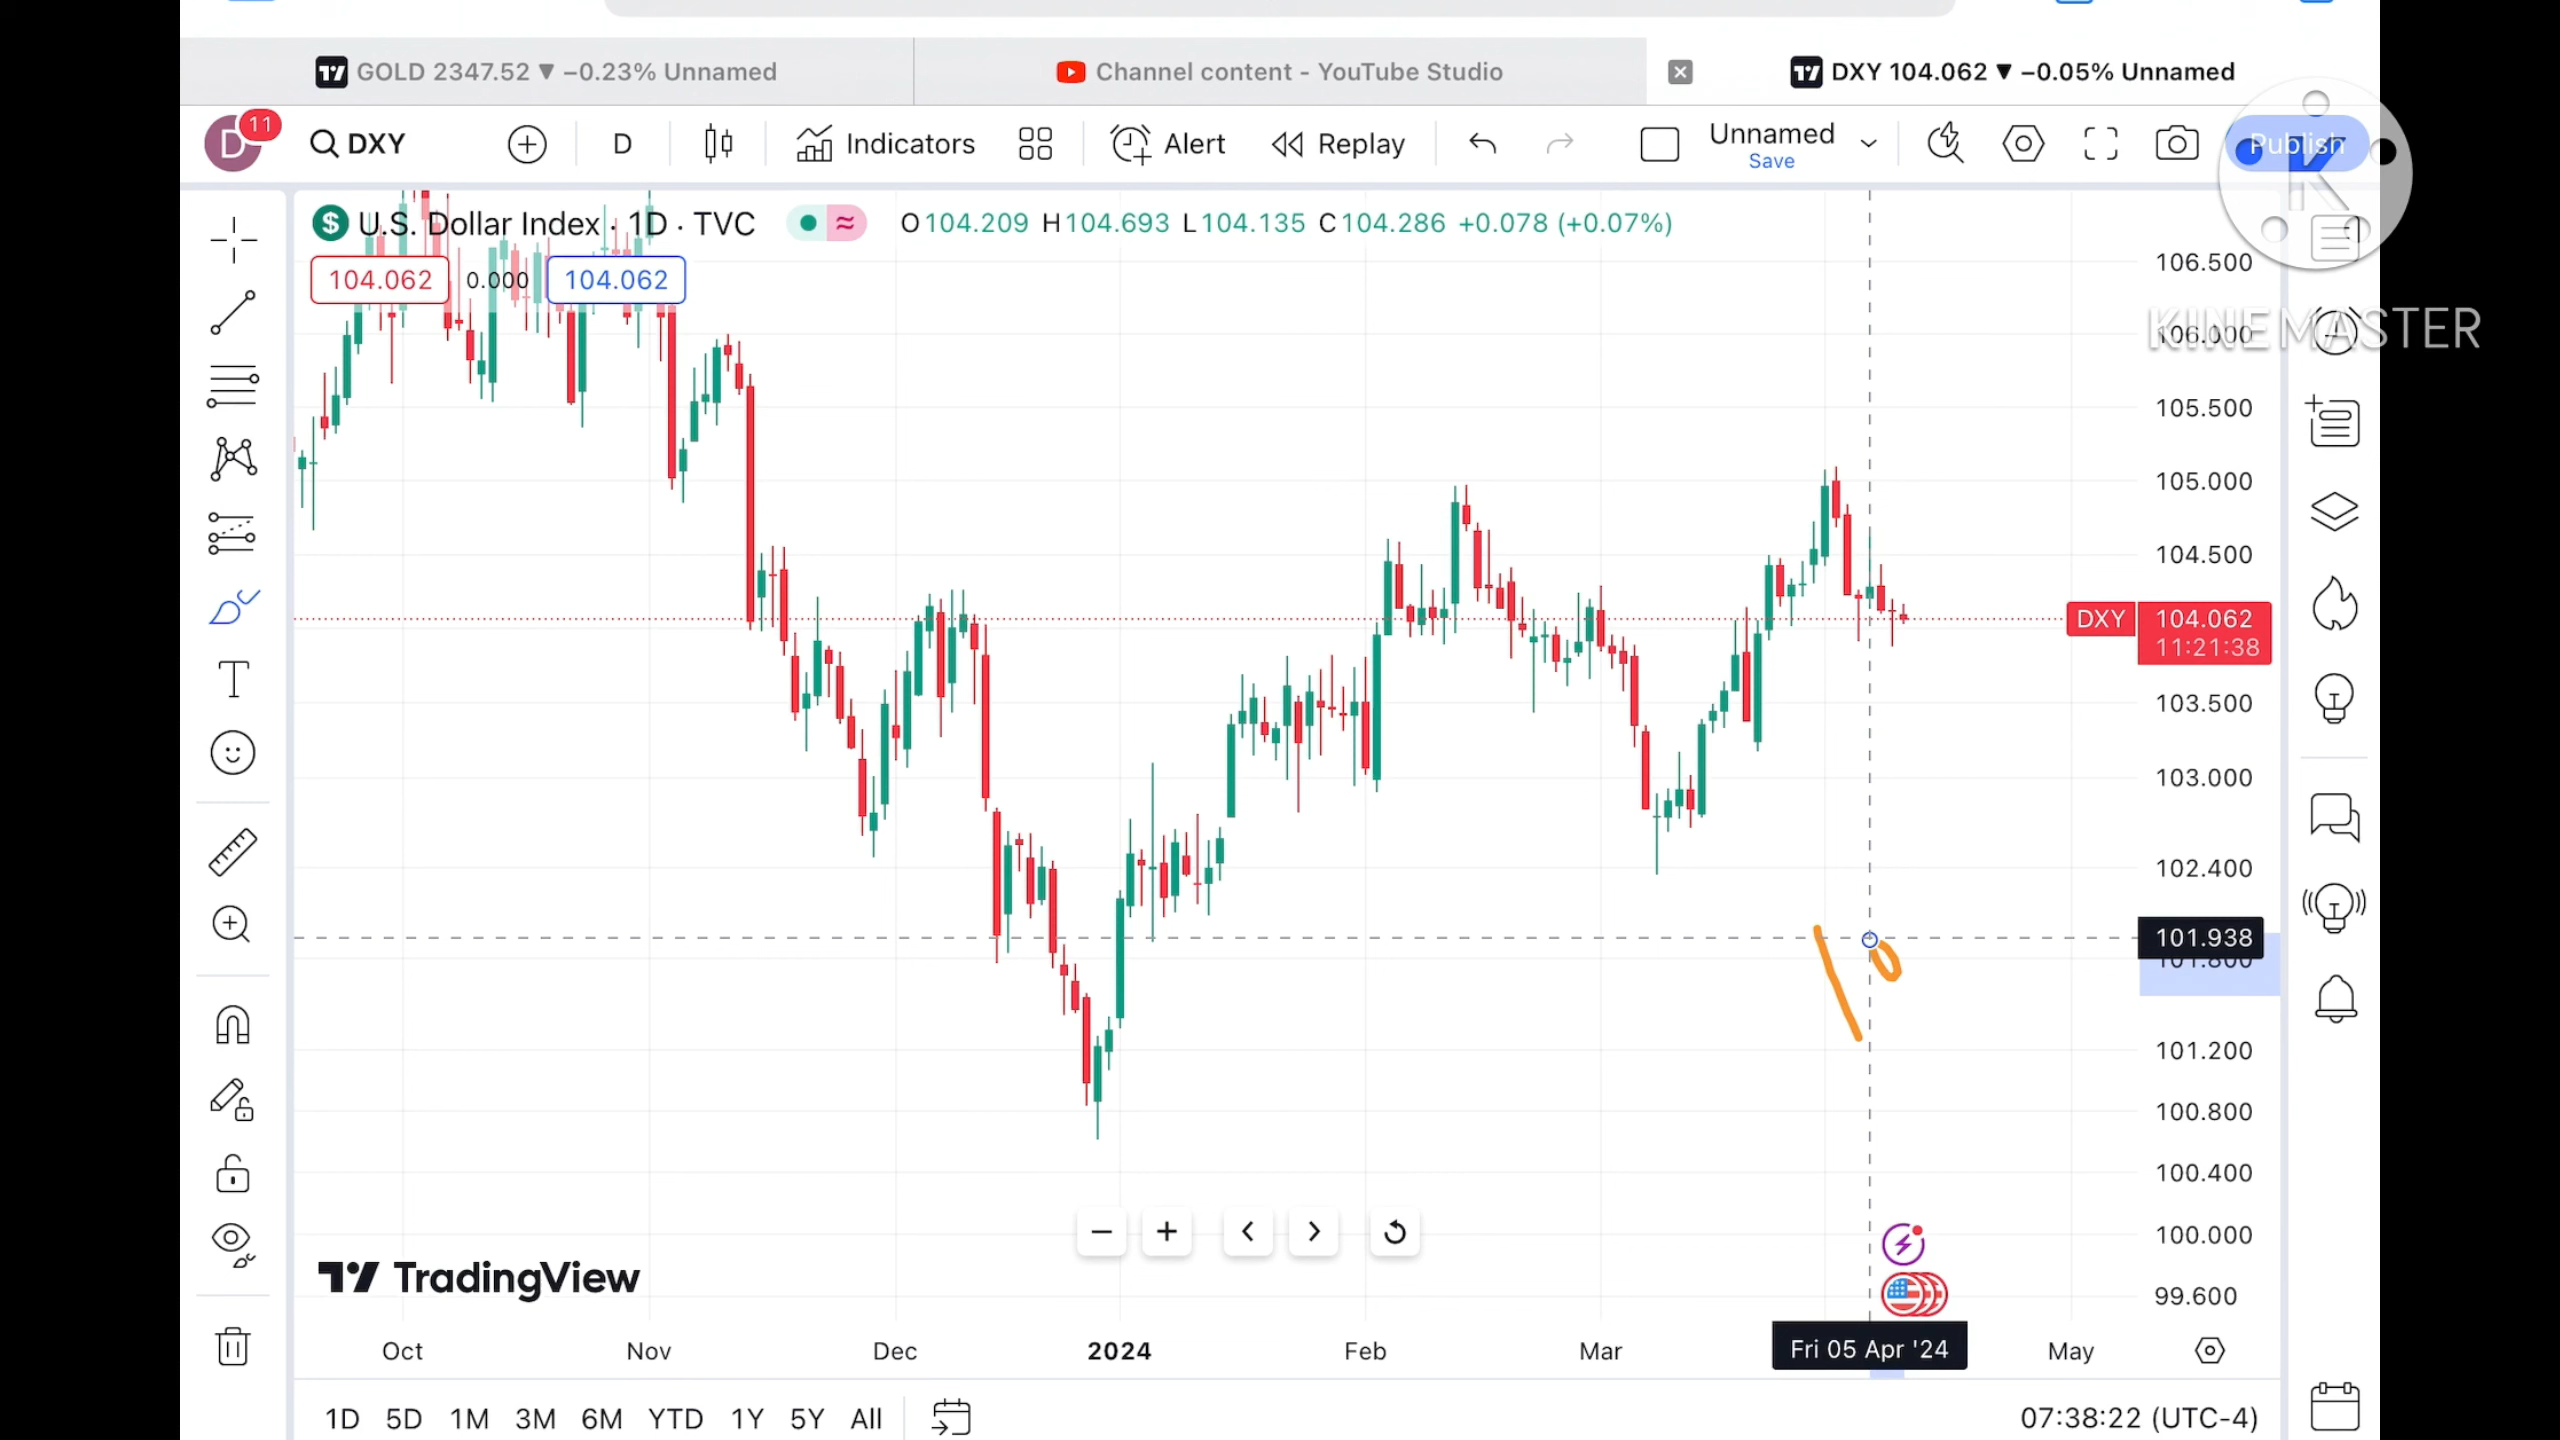 GOLD 2347.52 ▼ −0.23% Unnamed
Channel content - YouTube Studio
DXY 104.062 ▼ −0.05% Unnamed
D
11
DXY
D
Indicators
Alert
Replay
Unnamed
Save
Publish
K
KINEMASTER
U.S. Dollar Index · 1D · TVC
O104.209 H104.693 L104.135 C104.286 +0.078 (+0.07%)
104.062 0.000 104.062
106.500
106.000
105.500
105.000
104.500
DXY 104.062
11:21:38
103.500
103.000
102.400
101.938
101.800
101.200
100.800
100.400
100.000
99.600
TradingView
Oct Nov Dec 2024 Feb Mar Fri 05 Apr '24 May
1D 5D 1M 3M 6M YTD 1Y 5Y All
07:38:22 (UTC-4)